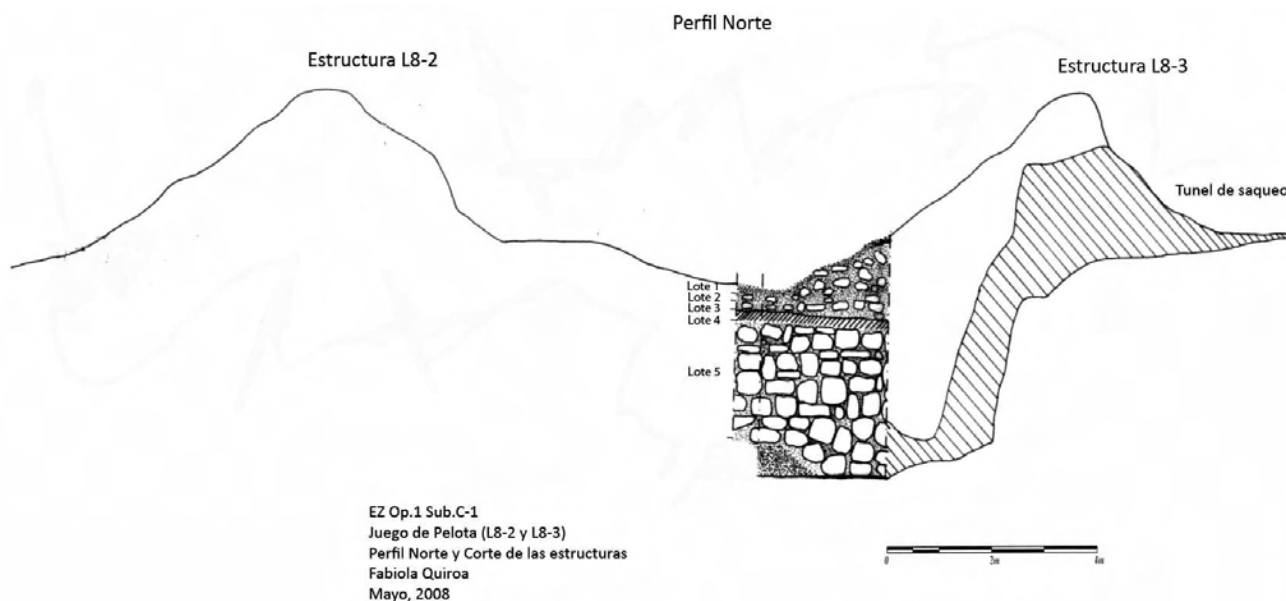 Perfil Norte
Estructura L8-2
Estructura L8-3
Tunel de saqueo
Lote 1
Lote 2
Lote 3
Lote 4
Lote 5
EZ Op.1 Sub.C-1
Juego de Pelota (L8-2 y L8-3)
Perfil Norte y Corte de las estructuras
Fabiola Quiroa
Mayo, 2008
0 2m 4m